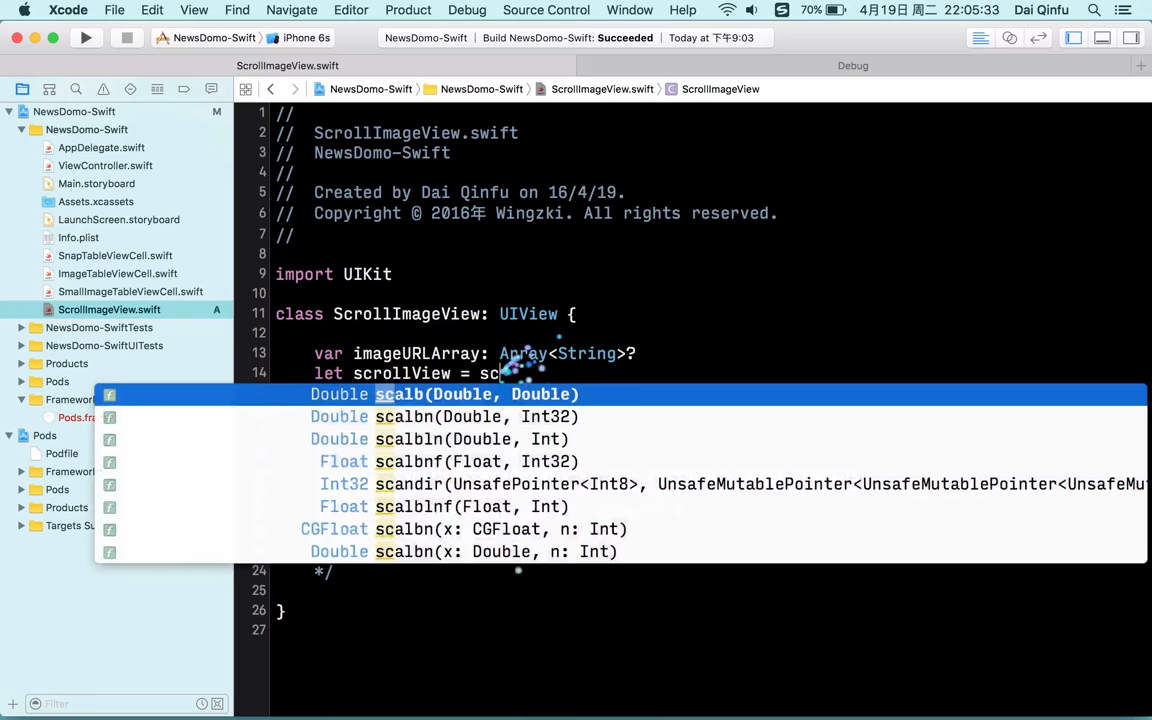 Xcode File Edit View Find Navigate Editor Product Debug Source Control Window Help 70% 4月19日 周二 22:05:33 Dai Qinfu
NewsDomo-Swift iPhone 6s NewsDomo-Swift | Build NewsDomo-Swift: Succeeded | Today at 下午9:03
ScrollImageView.swift Debug
NewsDomo-Swift NewsDomo-Swift ScrollImageView.swift ScrollImageView
NewsDomo-Swift M
NewsDomo-Swift
AppDelegate.swift
ViewController.swift
Main.storyboard
Assets.xcassets
LaunchScreen.storyboard
Info.plist
SnapTableViewCell.swift
ImageTableViewCell.swift
SmallImageTableViewCell.swift
ScrollImageView.swift A
NewsDomo-SwiftTests
NewsDomo-SwiftUITests
Products
Pods
Framework
Pods.fra
Pods
Podfile
Framework
Pods
Products
Targets Su
Filter
1 //
2 // ScrollImageView.swift
3 // NewsDomo-Swift
4 //
5 // Created by Dai Qinfu on 16/4/19.
6 // Copyright © 2016年 Wingzki. All rights reserved.
7 //
8
9 import UIKit
10
11 class ScrollImageView: UIView {
12
13 var imageURLArray: Array<String>?
14 let scrollView = sc
f Double scalb(Double, Double)
f Double scalbn(Double, Int32)
f Double scalbln(Double, Int)
f Float scalbnf(Float, Int32)
f Int32 scandir(UnsafePointer<Int8>, UnsafeMutablePointer<UnsafeMutablePointer<UnsafeMu
f Float scalblnf(Float, Int)
f CGFloat scalbn(x: CGFloat, n: Int)
f Double scalbn(x: Double, n: Int)
24 */
25
26 }
27